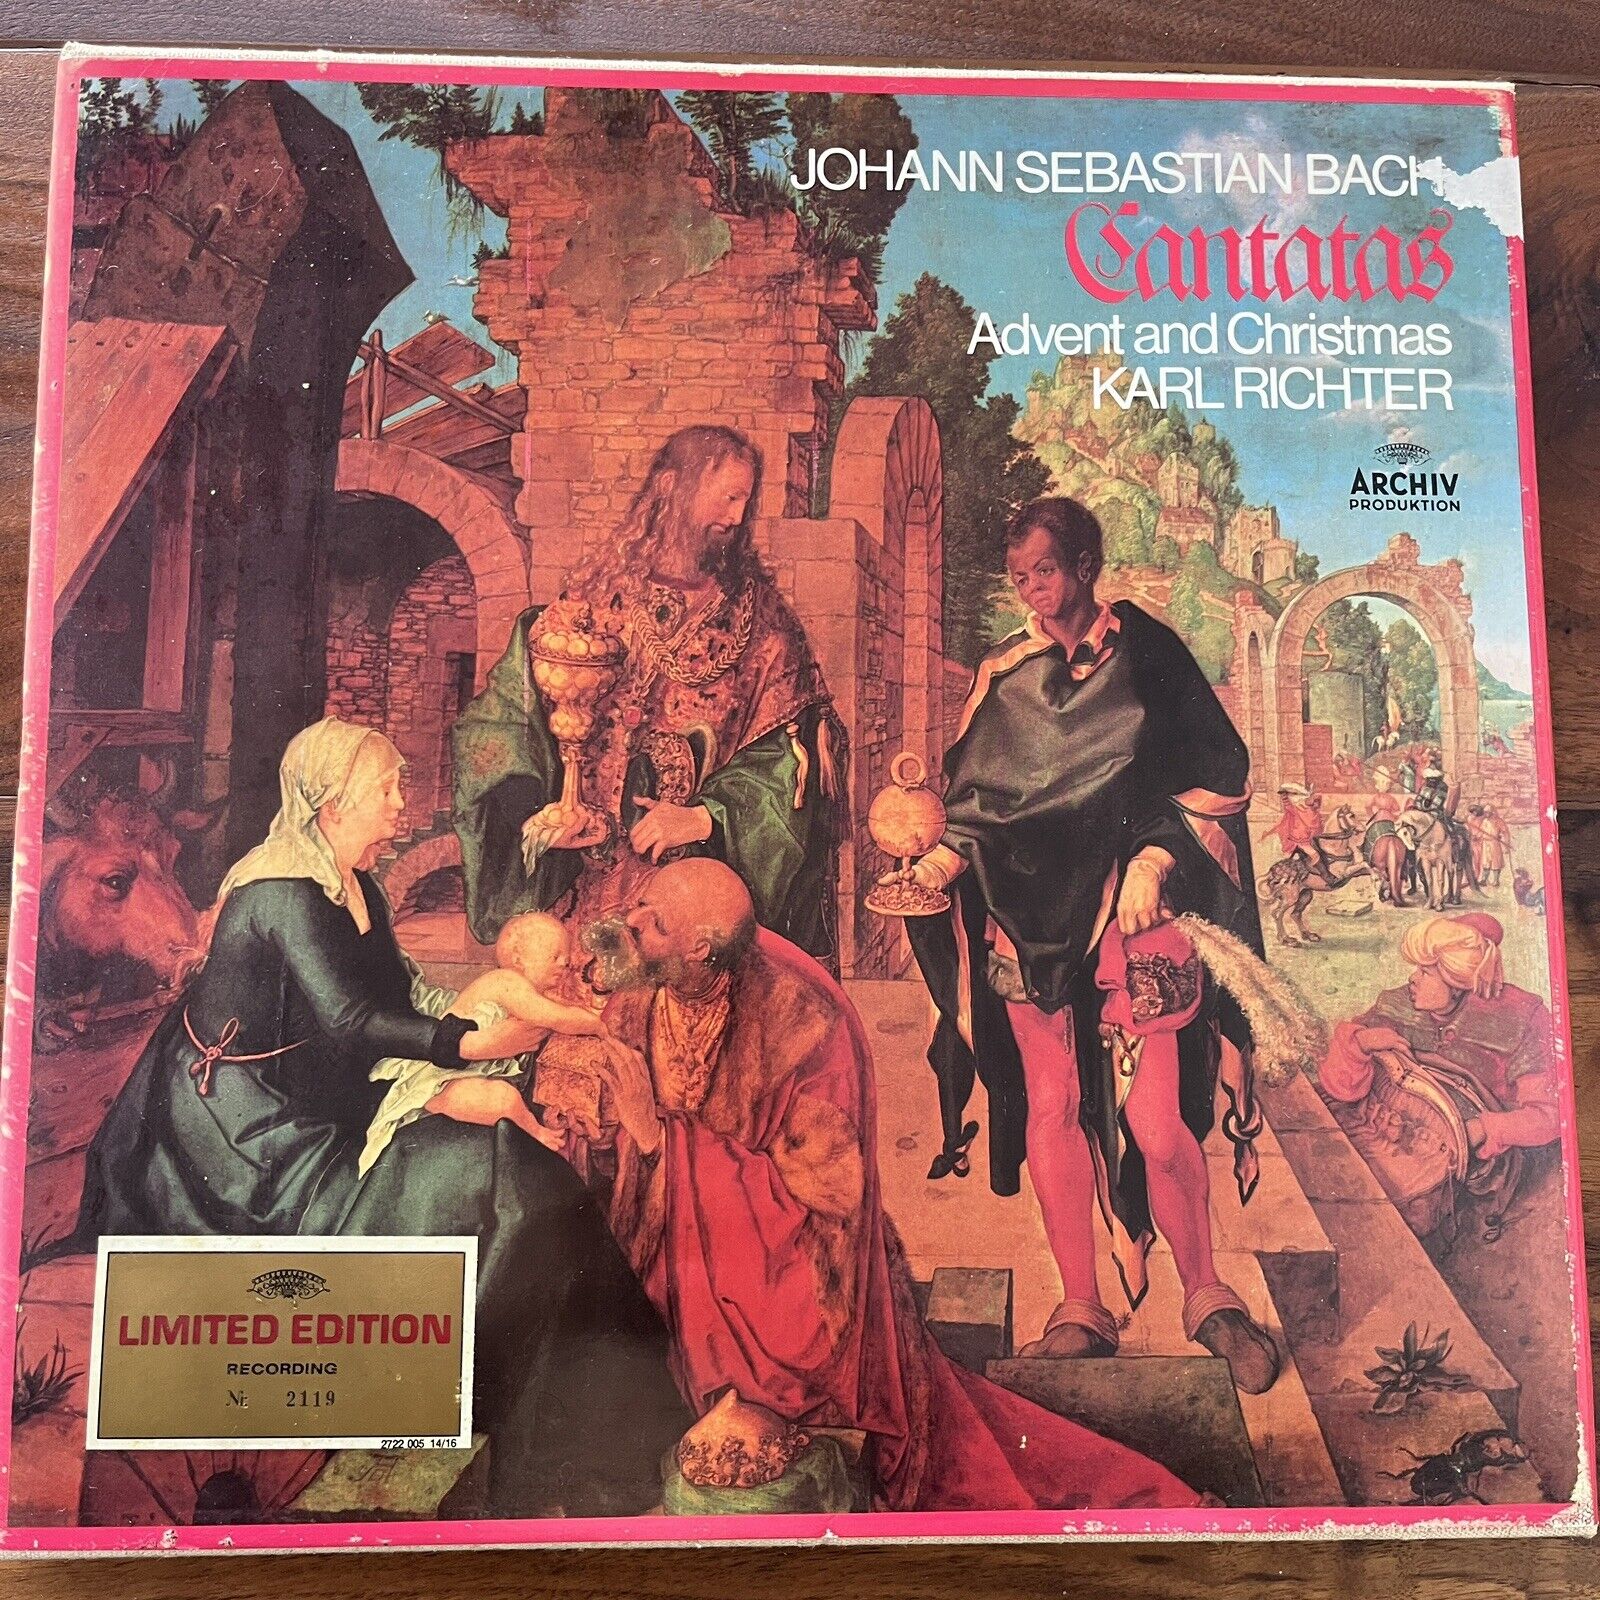 JOHANN SEBASTIAN BACH
Cantatas
Advent and Christmas
KARL RICHTER
ARCHIV
PRODUKTION
LIMITED EDITION
RECORDING
Nr. 2119
2722 005 14/16